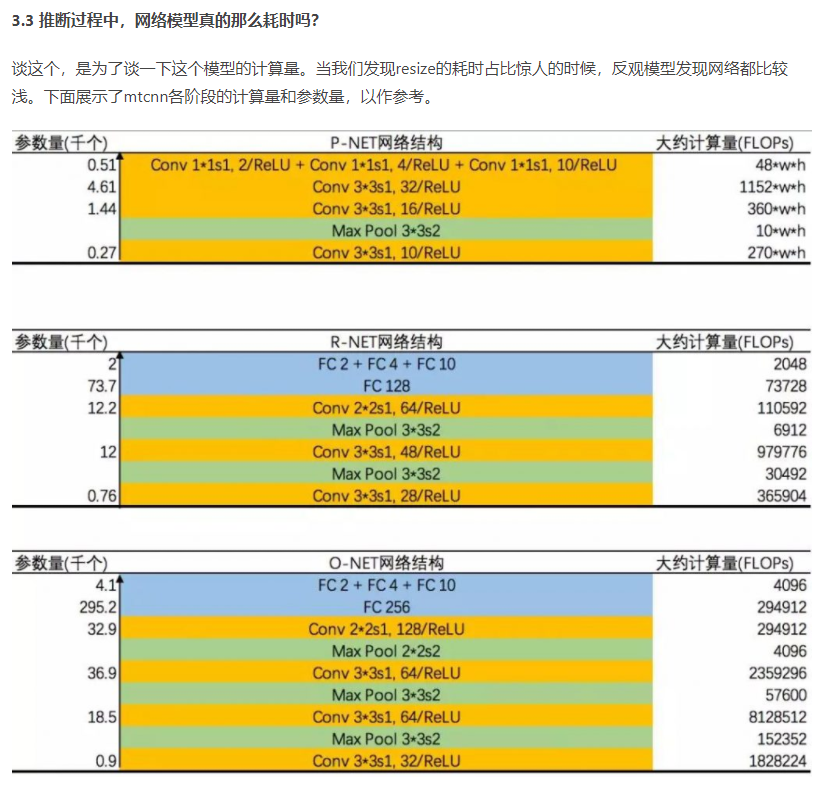 3.3 推断过程中，网络模型真的那么耗时吗？
谈这个，是为了谈一下这个模型的计算量。当我们发现resize的耗时占比惊人的时候，反观模型发现网络都比较
浅。下面展示了mtcnn各阶段的计算量和参数量，以作参考。
参数量(千个) P-NET网络结构 大约计算量(FLOPs)
0.51 Conv 1*1s1, 2/ReLU + Conv 1*1s1, 4/ReLU + Conv 1*1s1, 10/ReLU 48*w*h
4.61 Conv 3*3s1, 32/ReLU 1152*w*h
1.44 Conv 3*3s1, 16/ReLU 360*w*h
Max Pool 3*3s2 10*w*h
0.27 Conv 3*3s1, 10/ReLU 270*w*h
参数量(千个) R-NET网络结构 大约计算量(FLOPs)
2 FC 2 + FC 4 + FC 10 2048
73.7 FC 128 73728
12.2 Conv 2*2s1, 64/ReLU 110592
Max Pool 3*3s2 6912
12 Conv 3*3s1, 48/ReLU 979776
Max Pool 3*3s2 30492
0.76 Conv 3*3s1, 28/ReLU 365904
参数量(千个) O-NET网络结构 大约计算量(FLOPs)
4.1 FC 2 + FC 4 + FC 10 4096
295.2 FC 256 294912
32.9 Conv 2*2s1, 128/ReLU 294912
Max Pool 2*2s2 4096
36.9 Conv 3*3s1, 64/ReLU 2359296
Max Pool 3*3s2 57600
18.5 Conv 3*3s1, 64/ReLU 8128512
Max Pool 3*3s2 152352
0.9 Conv 3*3s1, 32/ReLU 1828224